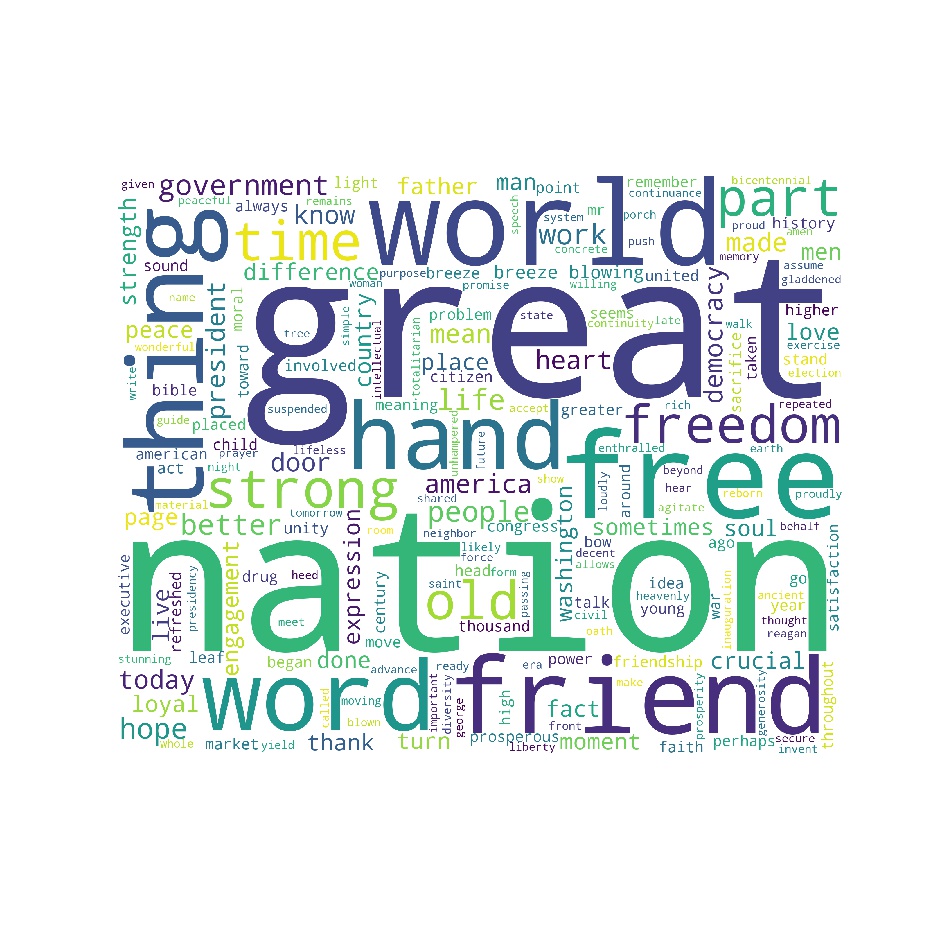 given government light father man point world remember continuance bicentennial part
peaceful remains always know time speech system work mr concrete porch push proud history amen memory made men
strength thing sound name difference purpose breeze breeze blowing woman promise willing united assume gladdened
peace wonderful president moral toward tree simple country intellectual great problem mean state seems continuity late democracy walk higher love exercise
write bible involved totalitarian place citizen heart sacrifice taken stand election
guide placed suspended meaning life accept greater rich repeated freedom
american act child prayer night lifeless door hand unhampered future enthralled free earth
material strong america show loudly around beyond hear agitate reborn proudly
page better tomorrow unity room shared people neighbor congress washington sometimes soul behalf
executive refreshed live engagement drug heed expression century nation likely force head form passing bow decent allows ago satisfaction
meet saint old thousand talk civil oath idea heavenly young war inauguration go ancient year thought reagan
stunning leaf presidency began done move advance ready era power friendship crucial
today loyal word called moving blown important diversity george friend high front fact make prosperity generosity throughout
hope whole market yield thank turn prosperous liberty moment faith perhaps secure invent